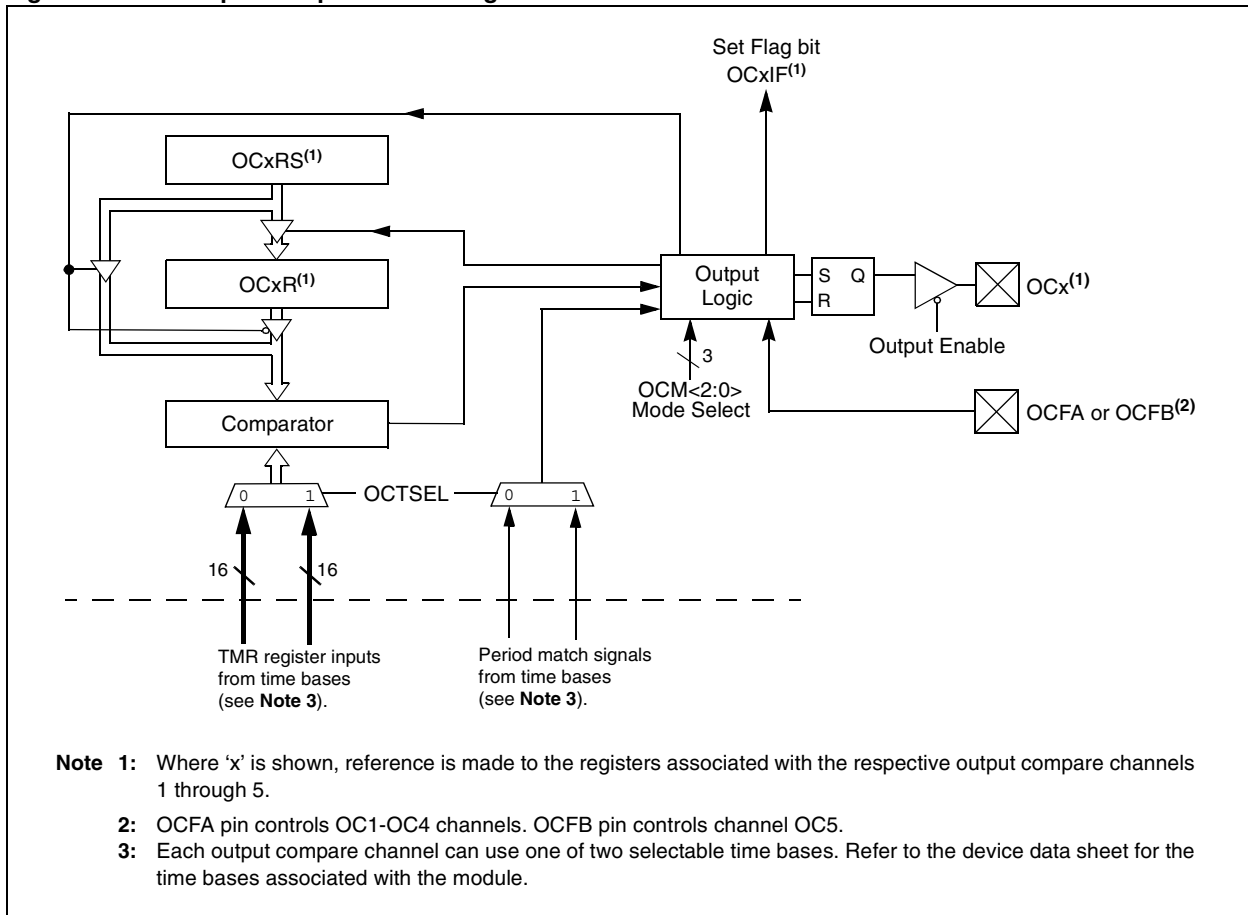 Set Flag bit
OCxIF(1)
OCxRS(1)
OCxR(1)
Output
Logic
S Q
R
OCx(1)
Output Enable
3
OCM<2:0>
Mode Select
OCFA or OCFB(2)
Comparator
0 1
OCTSEL
0 1
16
16
TMR register inputs
from time bases
(see Note 3).
Period match signals
from time bases
(see Note 3).
Note 1: Where ‘x’ is shown, reference is made to the registers associated with the respective output compare channels
1 through 5.
2: OCFA pin controls OC1-OC4 channels. OCFB pin controls channel OC5.
3: Each output compare channel can use one of two selectable time bases. Refer to the device data sheet for the
time bases associated with the module.